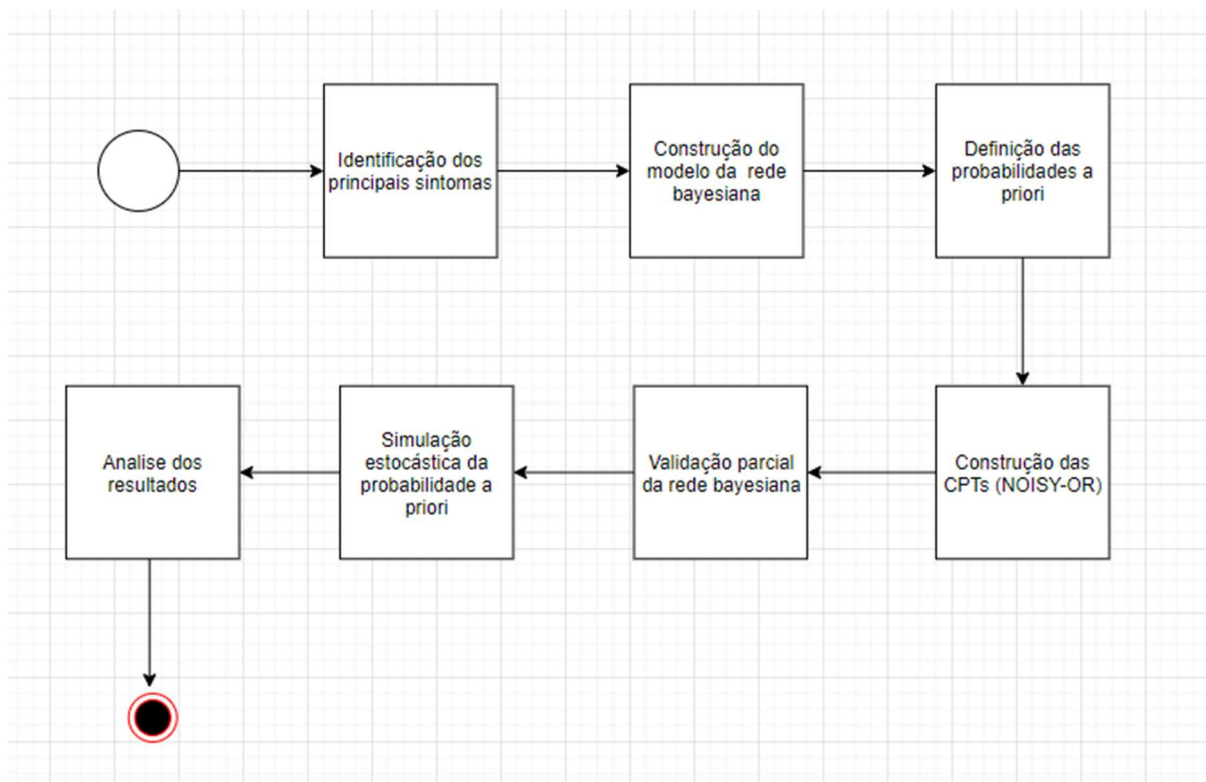 Identificação dos
principais sintomas
Construção do
modelo da rede
bayesiana
Definição das
probabilidades a
priori
Analise dos
resultados
Simulação
estocástica da
probabilidade a
priori
Validação parcial
da rede bayesiana
Construção das
CPTs (NOISY-OR)